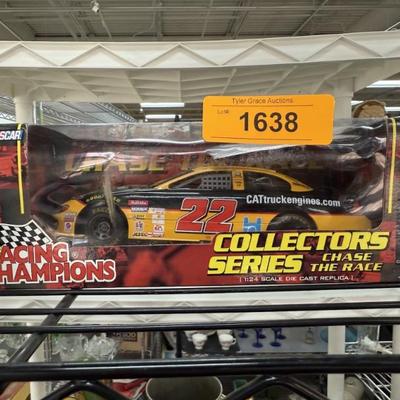 Tyler Grace Auctions
Lot#:
1638
CHASE THE
CATtruckengines.com
22
RACING
CHAMPIONS
COLLECTORS
SERIES
CHASE
THE RACE
1:24 SCALE DIE CAST REPLICA